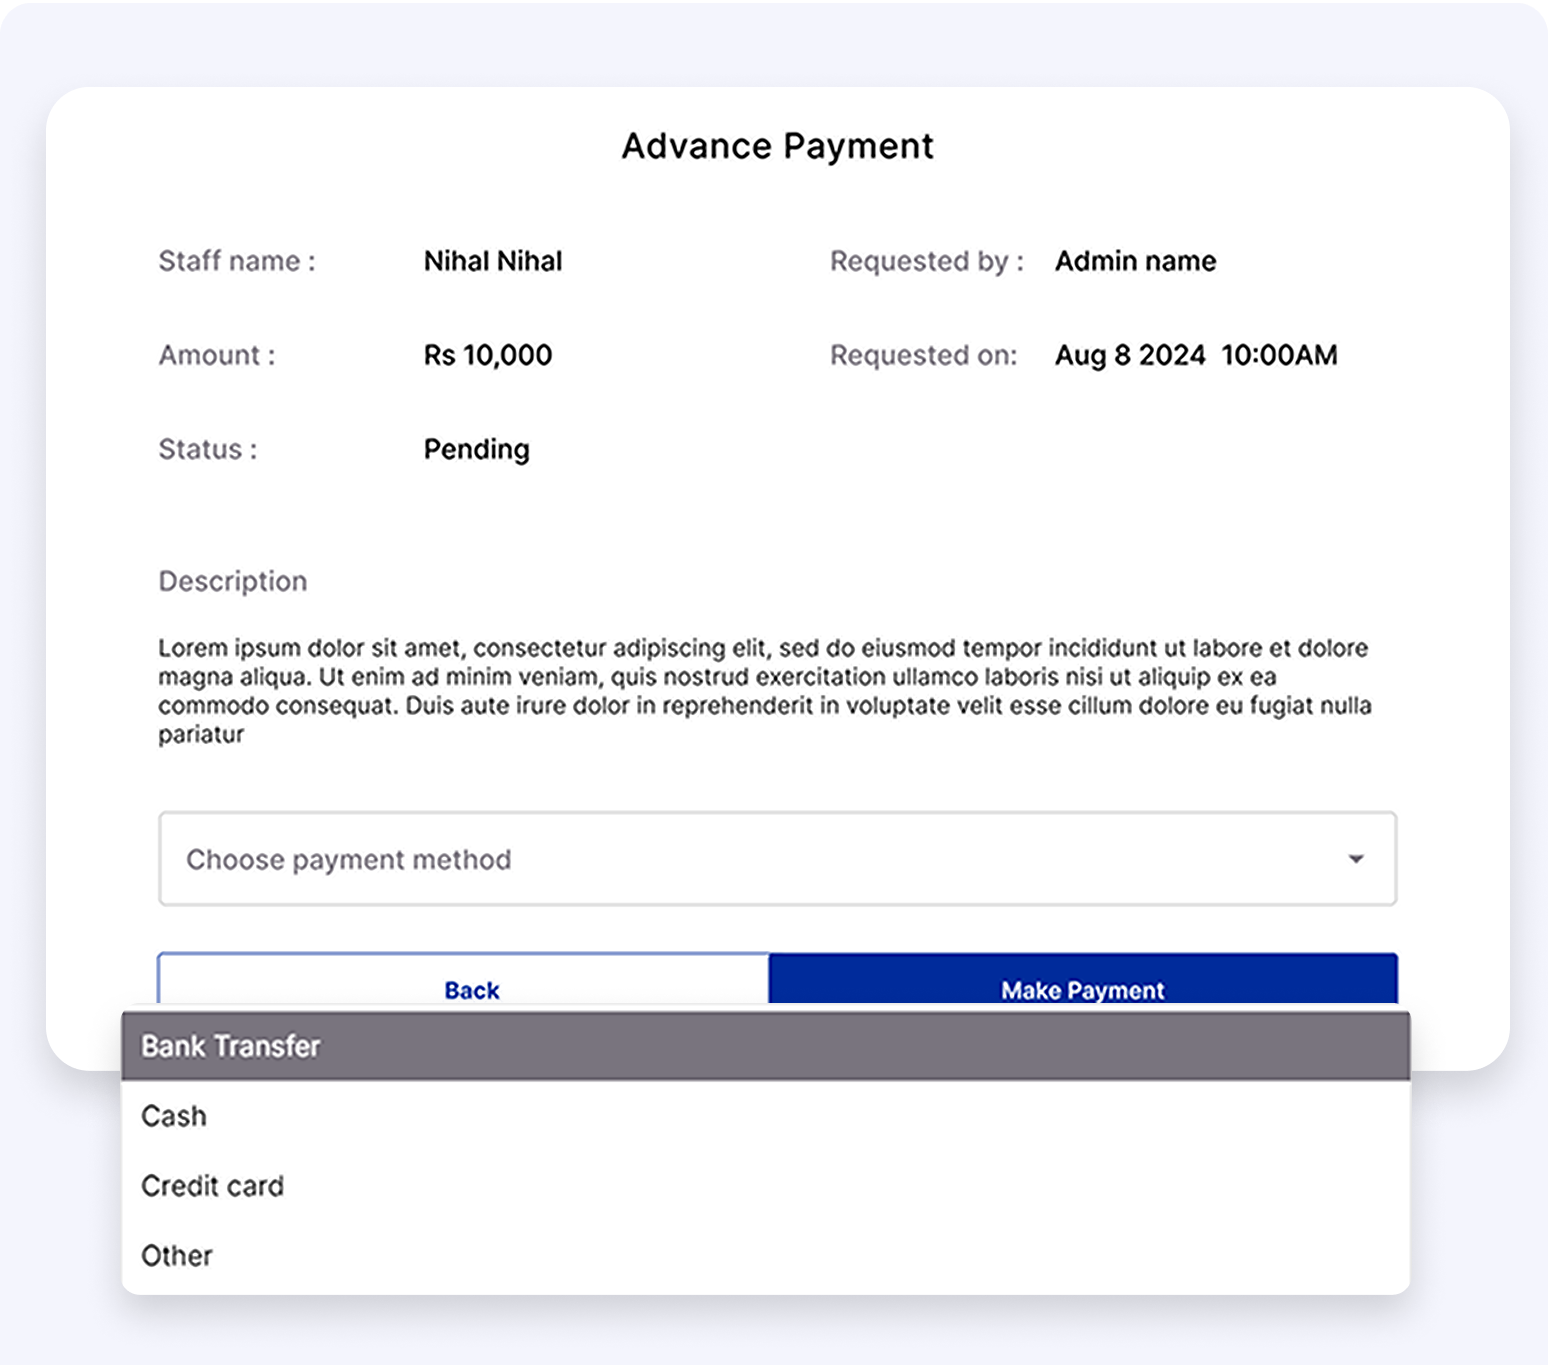 Advance Payment
Staff name : Nihal Nihal Requested by : Admin name
Amount : Rs 10,000 Requested on: Aug 8 2024 10:00AM
Status : Pending
Description
Lorem ipsum dolor sit amet, consectetur adipiscing elit, sed do eiusmod tempor incididunt ut labore et dolore
magna aliqua. Ut enim ad minim veniam, quis nostrud exercitation ullamco laboris nisi ut aliquip ex ea
commodo consequat. Duis aute irure dolor in reprehenderit in voluptate velit esse cillum dolore eu fugiat nulla
pariatur
Choose payment method
Back Make Payment
Bank Transfer
Cash
Credit card
Other